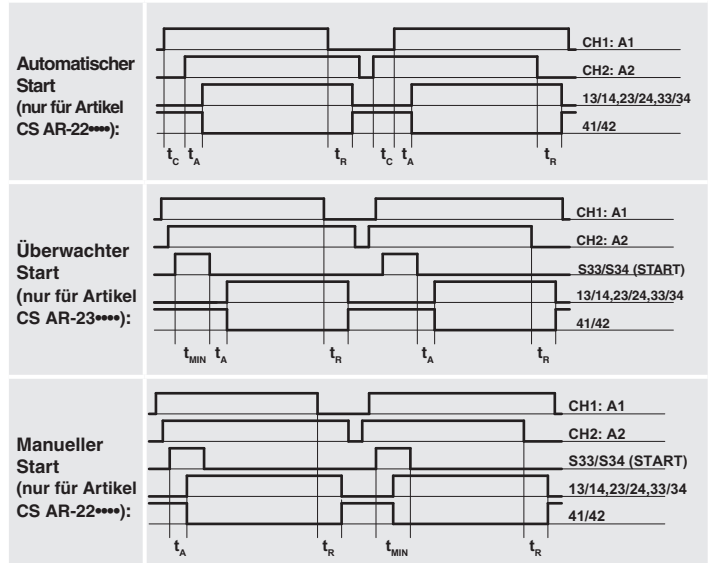 Automatischer
Start
(nur für Artikel
CS AR-22••••):
CH1: A1
CH2: A2
13/14,23/24,33/34
41/42
tC tA tR tC tA tR
Überwachter
Start
(nur für Artikel
CS AR-23••••):
CH1: A1
CH2: A2
S33/S34 (START)
13/14,23/24,33/34
41/42
tMIN tA tR tA tR
Manueller
Start
(nur für Artikel
CS AR-22••••):
CH1: A1
CH2: A2
S33/S34 (START)
13/14,23/24,33/34
41/42
tA tR tMIN tR